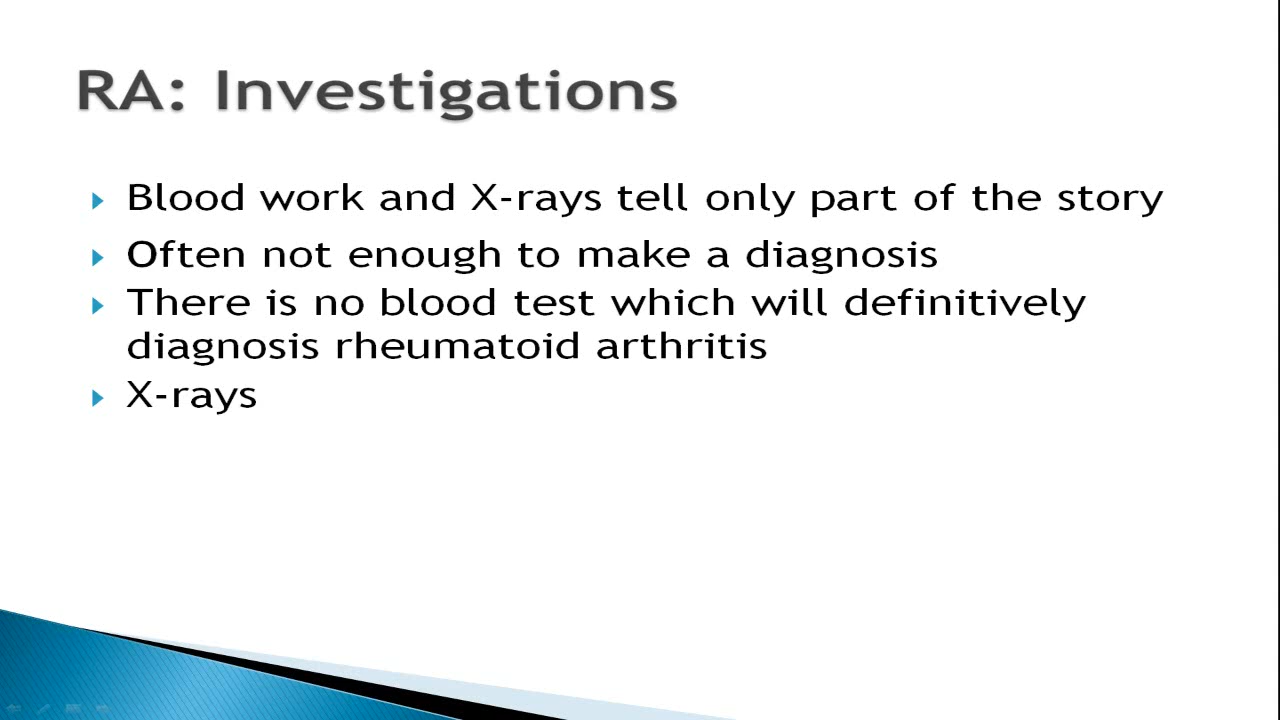 RA: Investigations
Blood work and X-rays tell only part of the story
Often not enough to make a diagnosis
There is no blood test which will definitively
diagnosis rheumatoid arthritis
X-rays